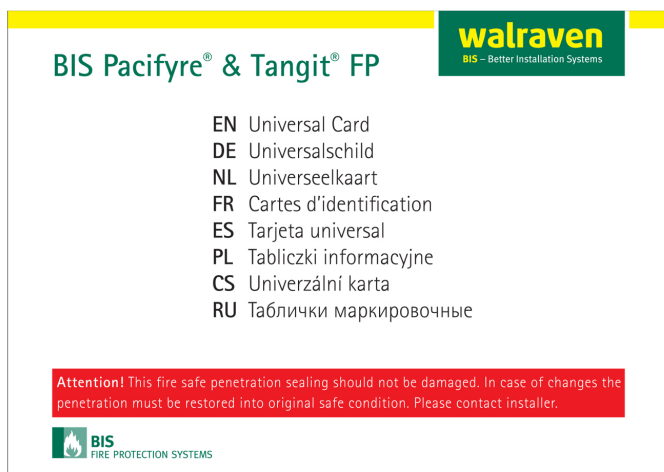 walraven
BIS – Better Installation Systems
BIS Pacifyre® & Tangit® FP
EN Universal Card
DE Universalschild
NL Universeelkaart
FR Cartes d'identification
ES Tarjeta universal
PL Tabliczki informacyjne
CS Univerzální karta
RU Таблички маркировочные
Attention! This fire safe penetration sealing should not be damaged. In case of changes the
penetration must be restored into original safe condition. Please contact installer.
BIS
FIRE PROTECTION SYSTEMS